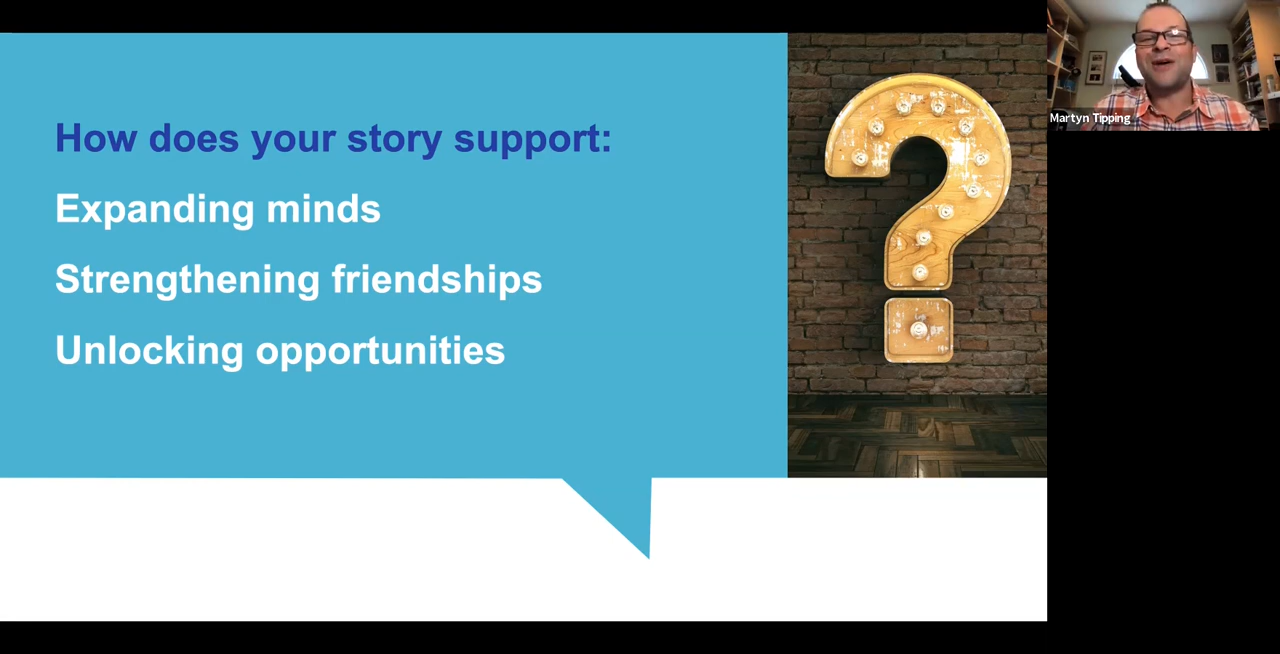 How does your story support:
Expanding minds
Strengthening friendships
Unlocking opportunities
Martyn Tipping